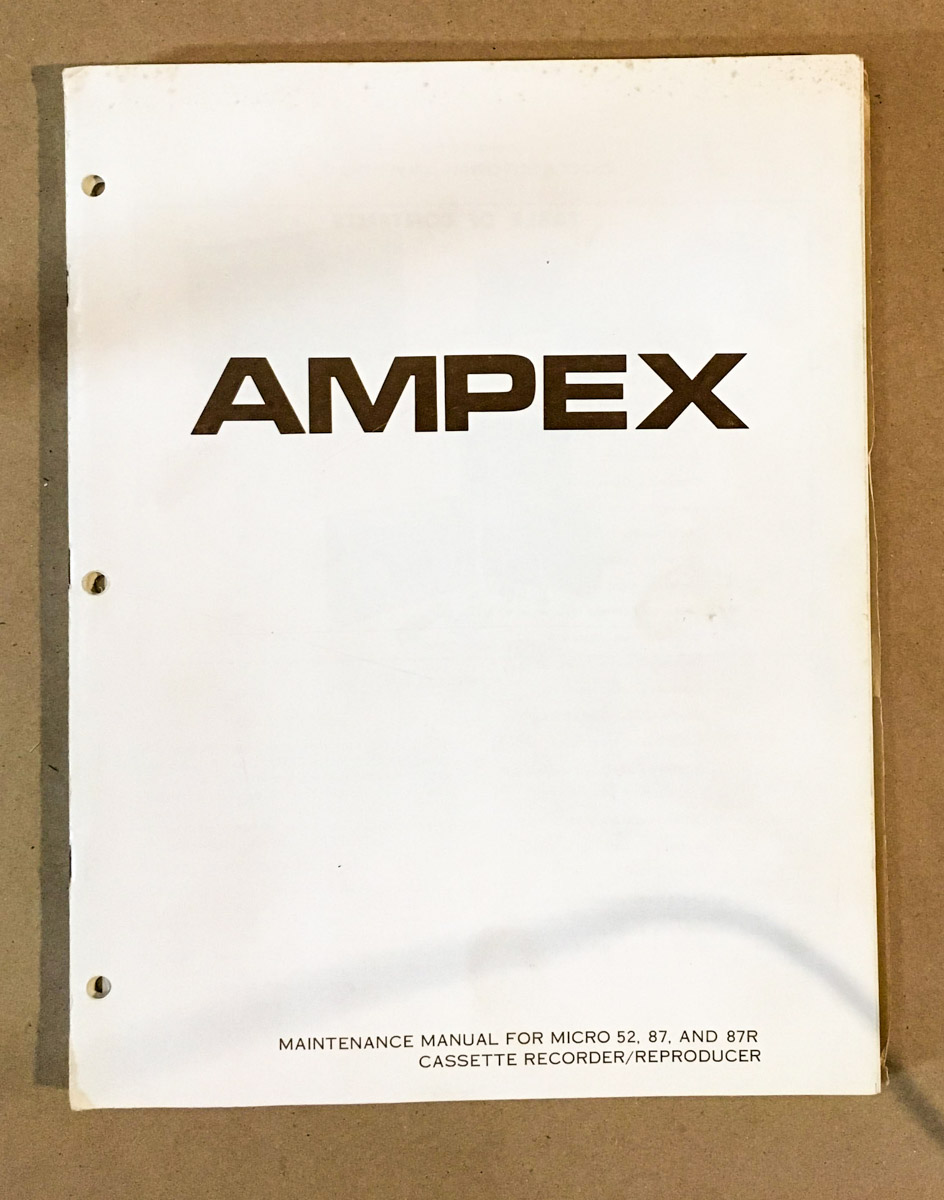 AMPEX
MAINTENANCE MANUAL FOR MICRO 52, 87, AND 87R
CASSETTE RECORDER/REPRODUCER